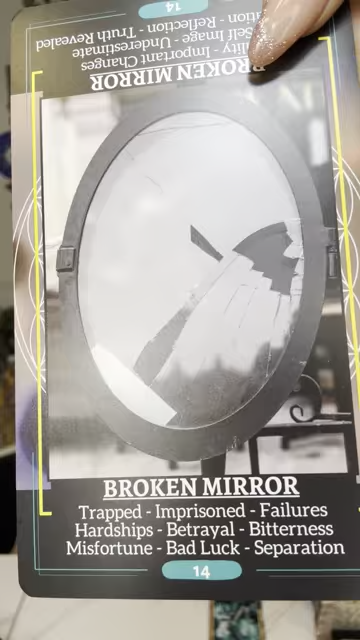 14
ation - Reflection - Truth Revealed
Self Image - Underestimate
ility - Important Changes
BROKEN MIRROR
BROKEN MIRROR
Trapped - Imprisoned - Failures
Hardships - Betrayal - Bitterness
Misfortune - Bad Luck - Separation
14